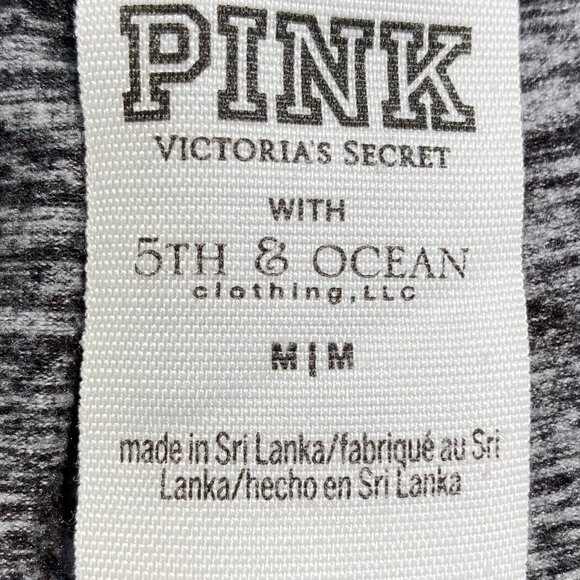 PINK
VICTORIA'S SECRET
WITH
5TH & OCEAN
clothing, LLC
M|M
made in Sri Lanka/fabriqué au Sri
Lanka/hecho en Sri Lanka